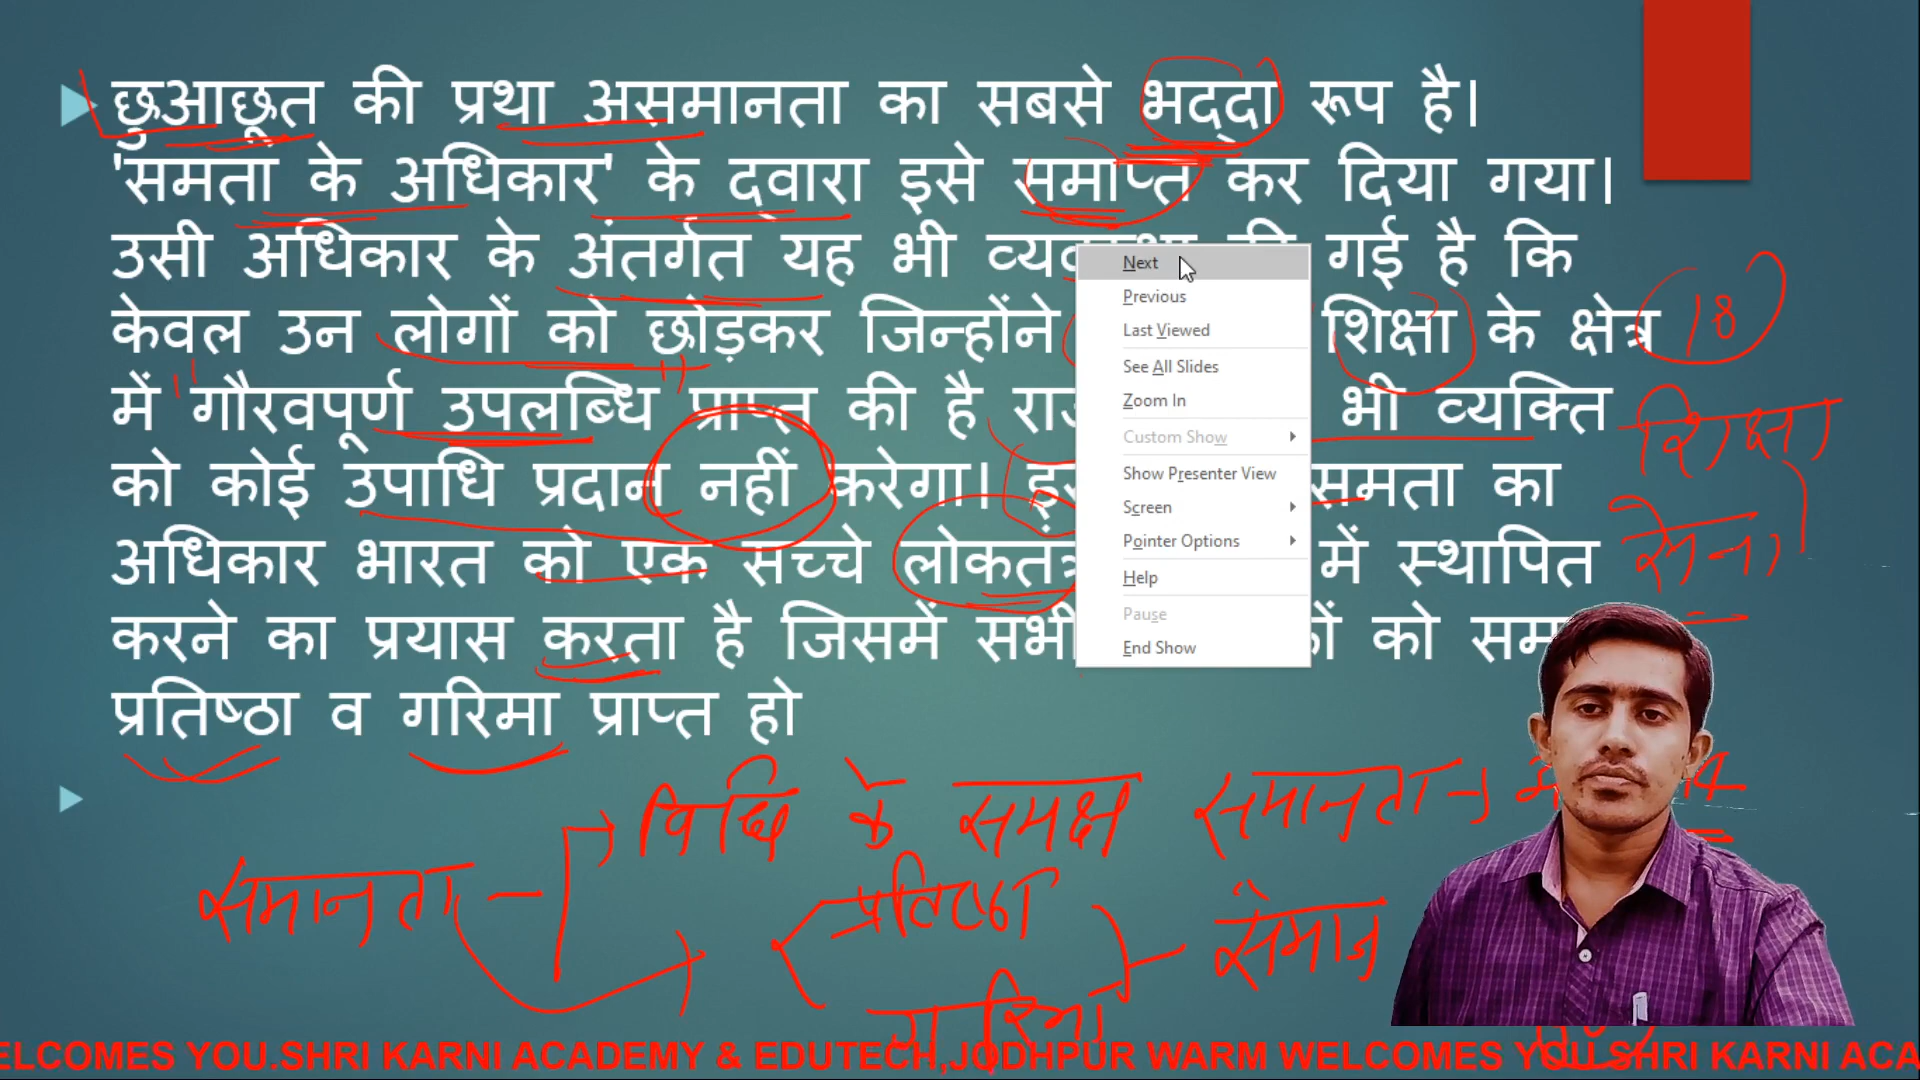 छुआछूत की प्रथा असमानता का सबसे भद्दा रूप है।
'समता के अधिकार' के द्वारा इसे समाप्त कर दिया गया।
उसी अधिकार के अंतर्गत यह भी गई है कि
केवल उन लोगों को छोड़कर जिन्होंने शिक्षा के क्षेत्र
में गौरवपूर्ण उपलब्धि प्राप्त की है भी व्यक्ति
को कोई उपाधि प्रदान नहीं करेगा। समता का
अधिकार भारत को एक सच्चे में स्थापित
करने का प्रयास करता है जिसमें सभी को
प्रतिष्ठा व गरिमा प्राप्त हो
Next
Previous
Last Viewed
See All Slides
Zoom In
Custom Show
Show Presenter View
Screen
Pointer Options
Help
Pause
End Show
18
शिक्षा
सेना
विधि के समक्ष समानता
समानता
प्रतिष्ठा
समान
गरिमा
ELCOMES YOU.SHRI KARNI ACADEMY & EDUTECH,JODHPUR WARM WELCOMES YOU.SHRI KARNI ACA